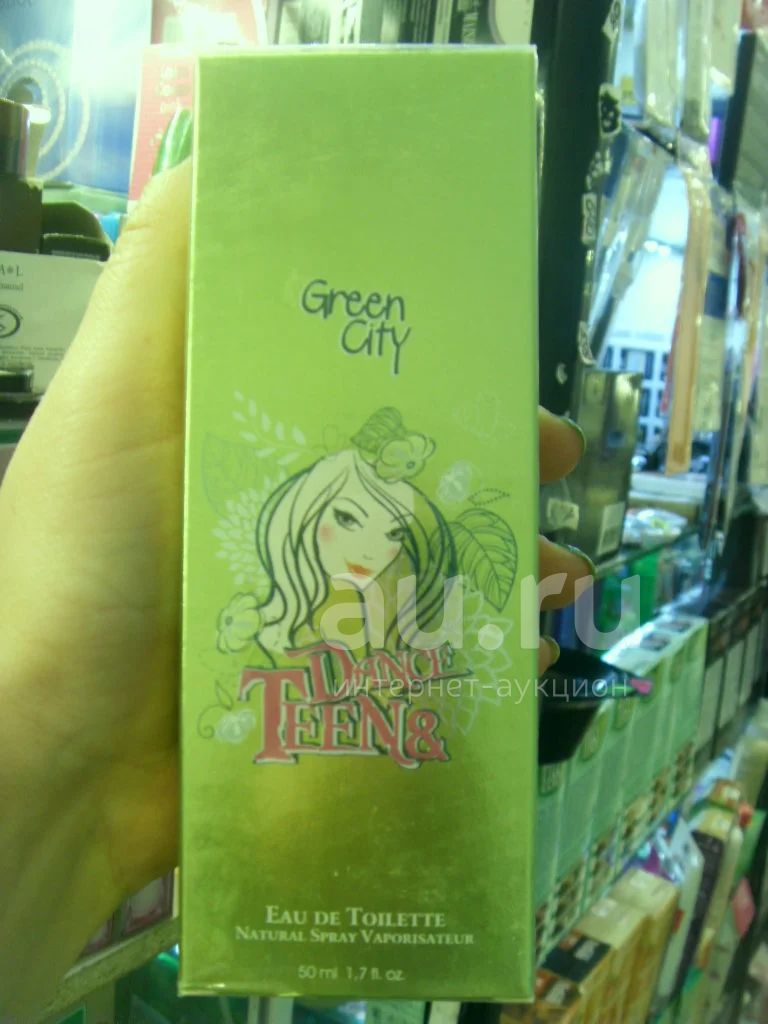 Green
City
au.ru
интернет-аукцион
DANCE
TEEN&
EAU DE TOILETTE
NATURAL SPRAY VAPORISATEUR
50 ml 1,7 fl. oz.